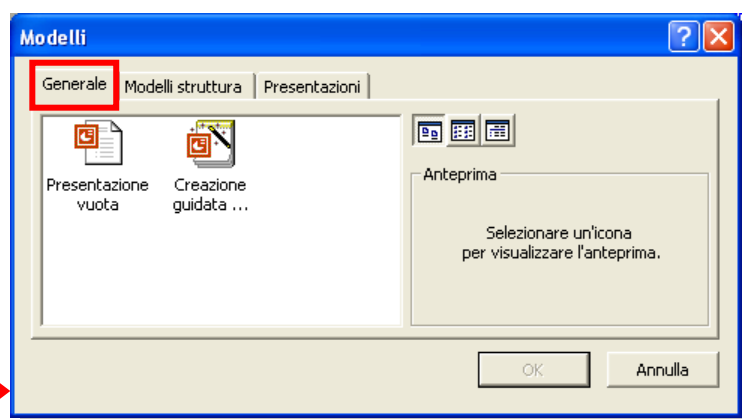 Modelli
Generale Modelli struttura Presentazioni
Presentazione
vuota
Creazione
guidata ...
Anteprima
Selezionare un'icona
per visualizzare l'anteprima.
OK Annulla